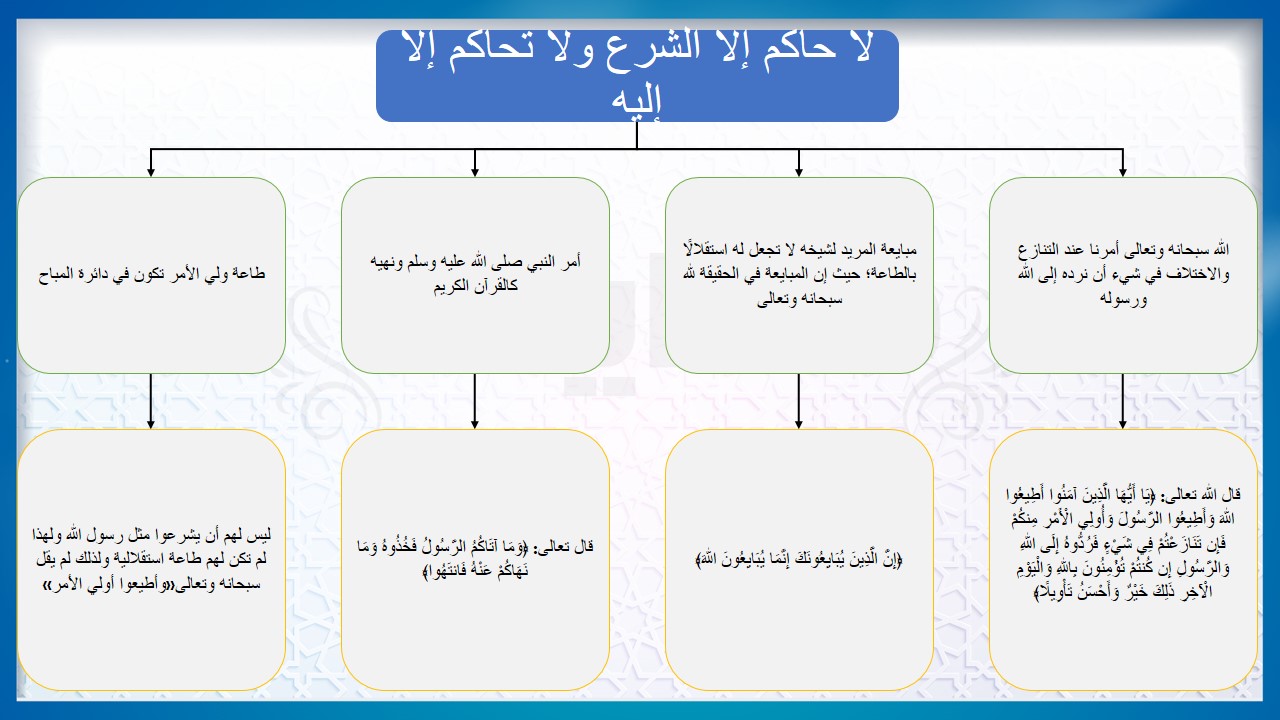 لا حاكم إلا الشرع ولا تحاكم إلا
إليه
الله سبحانه وتعالى أمرنا عند التنازع
والاختلاف في شيء أن نرده إلى الله
ورسوله
مبايعة المريد لشيخه لا تجعل له استقلالًا
بالطاعة؛ حيث إن المبايعة في الحقيقة لله
سبحانه وتعالى
أمر النبي صلى الله عليه وسلم ونهيه
كالقرآن الكريم
طاعة ولي الأمر تكون في دائرة المباح
قال الله تعالى: ﴿يَا أَيُّهَا الَّذِينَ آمَنُوا أَطِيعُوا
اللهَ وَأَطِيعُوا الرَّسُولَ وَأُولِي الْأَمْرِ مِنكُمْ
فَإِن تَنَازَعْتُمْ فِي شَيْءٍ فَرُدُّوهُ إِلَى اللهِ
وَالرَّسُولِ إِن كُنتُمْ تُؤْمِنُونَ بِاللهِ وَالْيَوْمِ
الْآخِرِ ذَلِكَ خَيْرٌ وَأَحْسَنُ تَأْوِيلًا﴾
﴿إِنَّ الَّذِينَ يُبَايِعُونَكَ إِنَّمَا يُبَايِعُونَ اللهَ﴾
قال تعالى: ﴿وَمَا آتَاكُمُ الرَّسُولُ فَخُذُوهُ وَمَا
نَهَاكُمْ عَنْهُ فَانتَهُوا﴾
ليس لهم أن يشرعوا مثل رسول الله ولهذا
لم تكن لهم طاعة استقلالية ولذلك لم يقل
سبحانه وتعالى«وأطيعوا أولي الأمر»